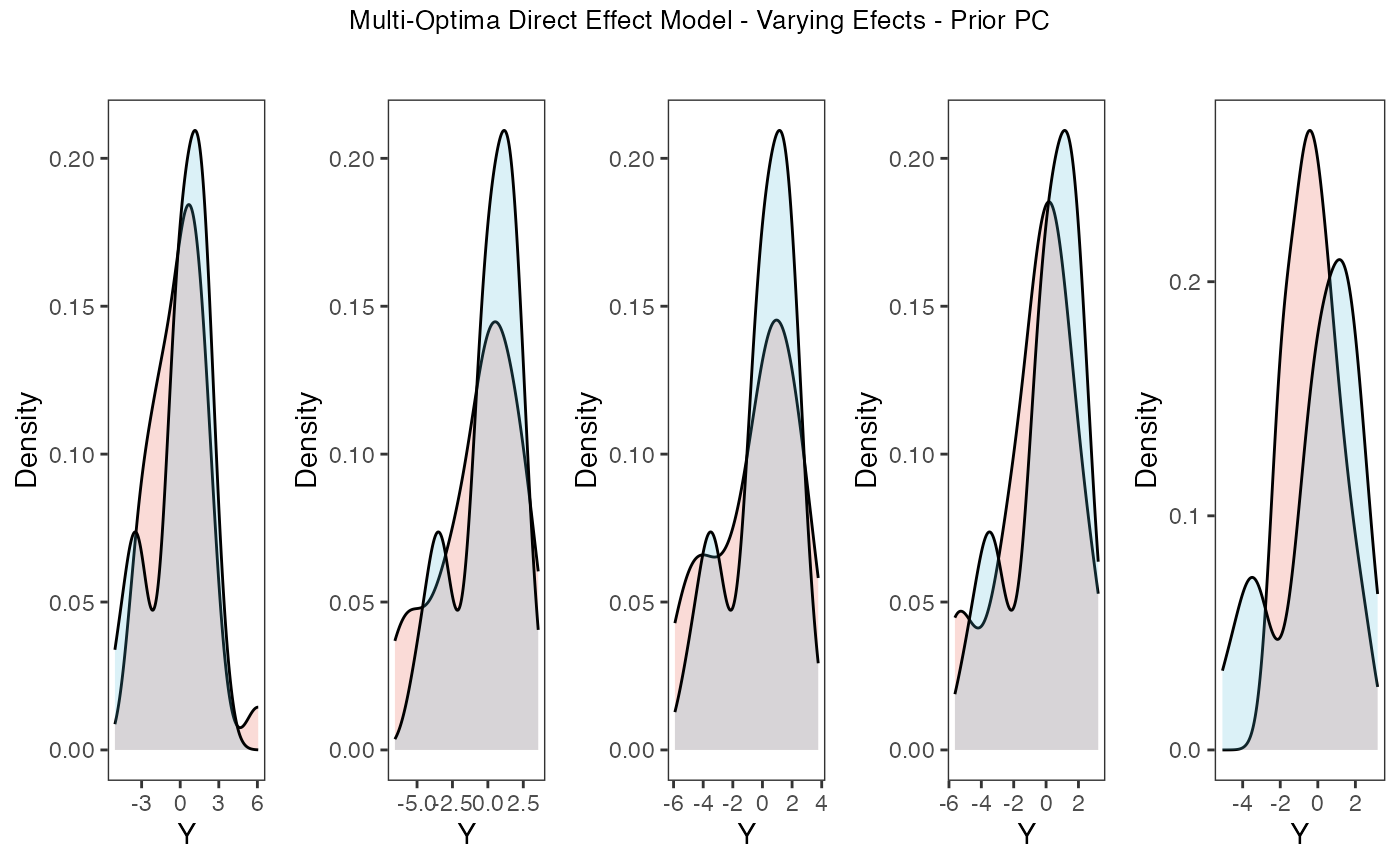 Multi-Optima Direct Effect Model - Varying Efects - Prior PC
0.20 0.20 0.20 0.20
0.2
0.15 0.15 0.15 0.15
Density Density Density Density Density
0.10 0.10 0.10 0.10
0.1
0.05 0.05 0.05 0.05
0.00 0.00 0.00 0.00 0.0
-3 0 3 6 -5.0 -2.5 0.0 2.5 -6 -4 -2 0 2 4 -6 -4 -2 0 2 -4 -2 0 2
Y Y Y Y Y